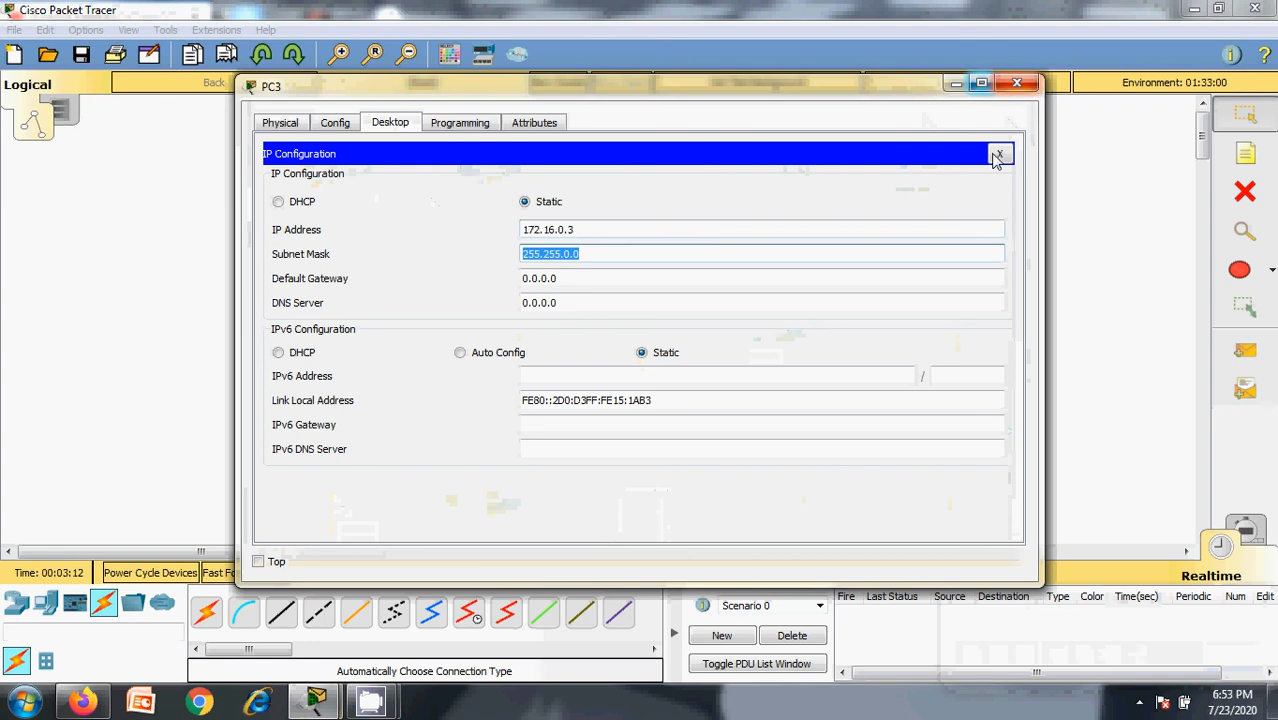 Cisco Packet Tracer
File Edit Options View Tools Extensions Help
Logical
Back
Environment: 01:33:00
PC3
Physical Config Desktop Programming Attributes
IP Configuration
X
IP Configuration
DHCP Static
IP Address 172.16.0.3
Subnet Mask 255.255.0.0
Default Gateway 0.0.0.0
DNS Server 0.0.0.0
IPv6 Configuration
DHCP Auto Config Static
IPv6 Address /
Link Local Address FE80::2D0:D3FF:FE15:1AB3
IPv6 Gateway
IPv6 DNS Server
Top
Time: 00:03:12 Power Cycle Devices Fast Fo
Realtime
Scenario 0
New Delete
Toggle PDU List Window
Fire Last Status Source Destination Type Color Time(sec) Periodic Num Edit
Automatically Choose Connection Type
6:53 PM
7/23/2020